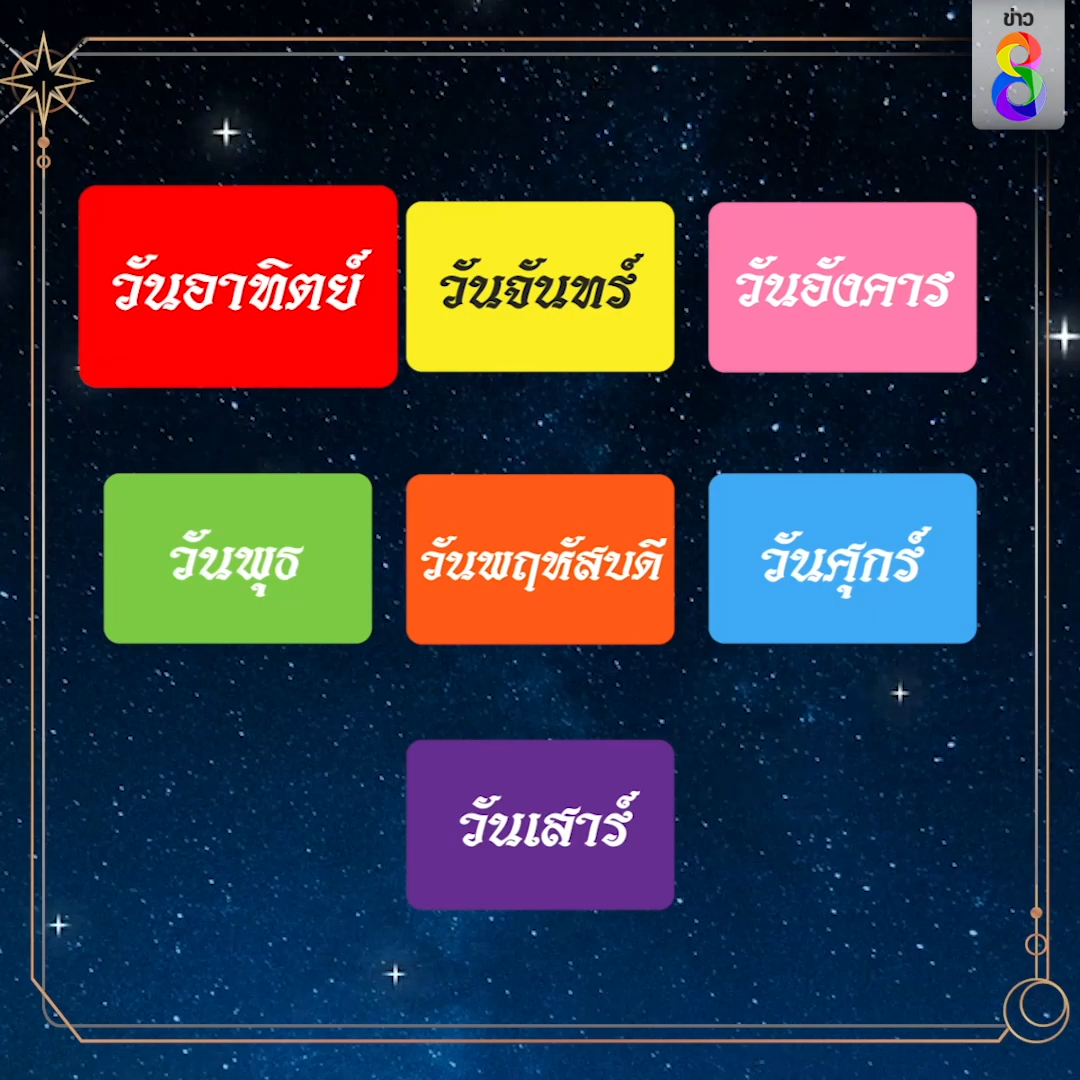 ข่าว
8
วันอาทิตย์
วันจันทร์
วันอังคาร
วันพุธ
วันพฤหัสบดี
วันศุกร์
วันเสาร์